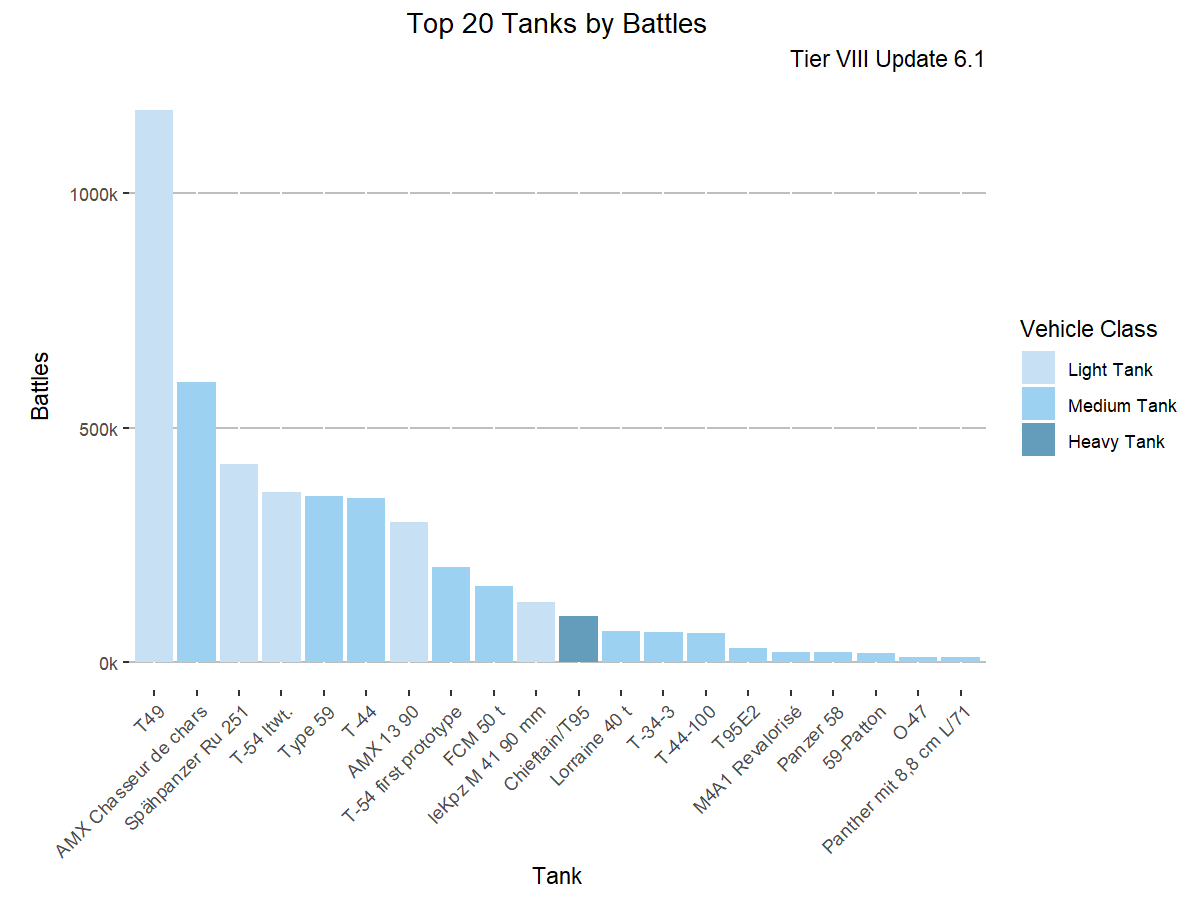 Top 20 Tanks by Battles
Tier VIII Update 6.1
Battles
1000k
500k
0k
T49
AMX Chasseur de chars
Spähpanzer Ru 251
T-54 ltwt.
Type 59
T-44
AMX 13 90
T-54 first prototype
FCM 50 t
leKpz M 41 90 mm
Chieftain/T95
Lorraine 40 t
T-34-3
T-44-100
T95E2
M4A1 Revalorisé
Panzer 58
59-Patton
O-47
Panther mit 8,8 cm L/71
Tank
Vehicle Class
Light Tank
Medium Tank
Heavy Tank